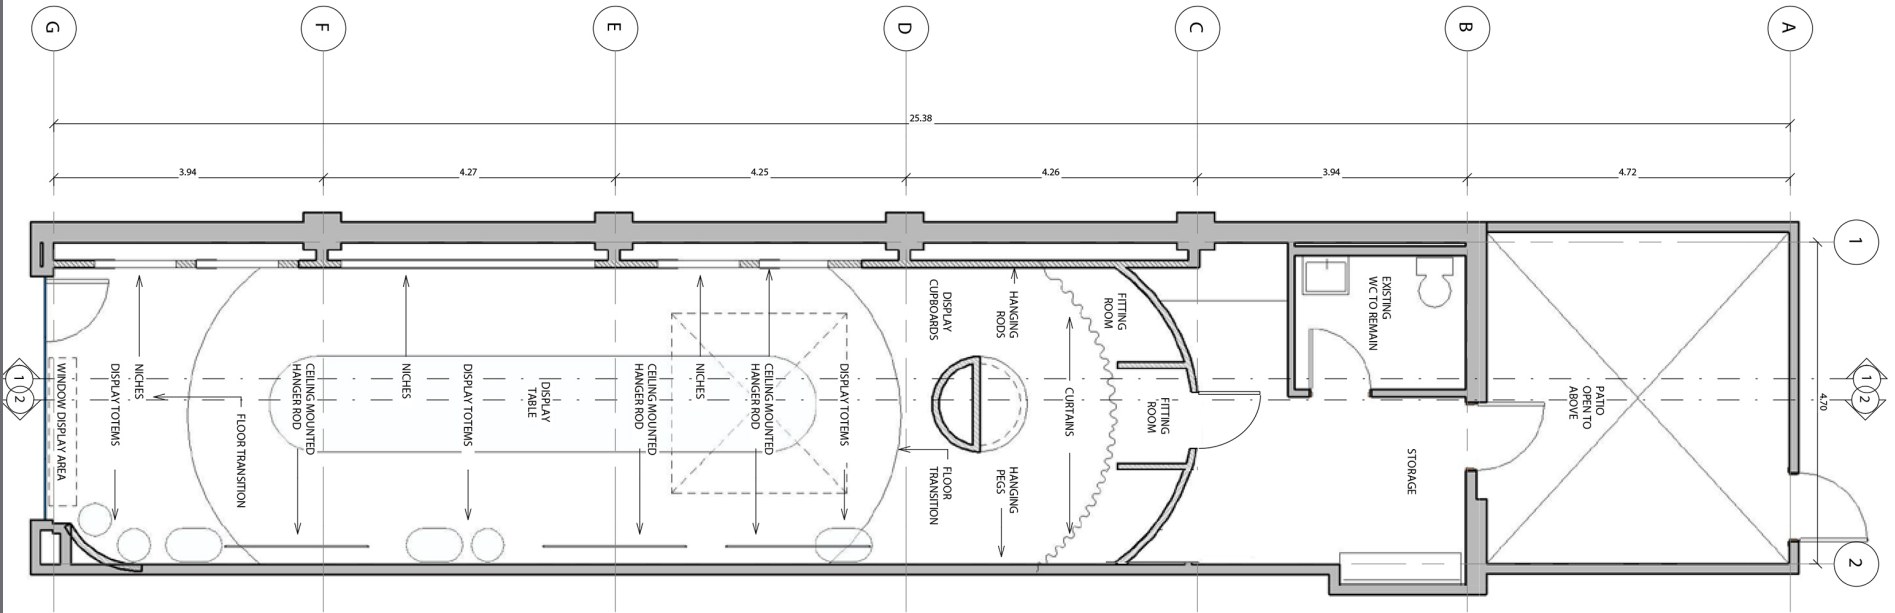 G
F
E
D
C
B
A
25.38
3.94
4.27
4.25
4.26
3.94
4.72
1
2
4.70
1
2
1
2
WINDOW DISPLAY AREA
DISPLAY TOTEMS
NICHES
FLOOR TRANSITION
CEILING MOUNTED
HANGER ROD
NICHES
DISPLAY TOTEMS
DISPLAY
TABLE
CEILING MOUNTED
HANGER ROD
NICHES
CEILING MOUNTED
HANGER ROD
DISPLAY TOTEMS
DISPLAY
CUPBOARDS
FLOOR
TRANSITION
HANGING
RODS
HANGING
PEGS
CURTAINS
FITTING
ROOM
FITTING
ROOM
EXISTING
WC TO REMAIN
STORAGE
PATIO
OPEN TO
ABOVE